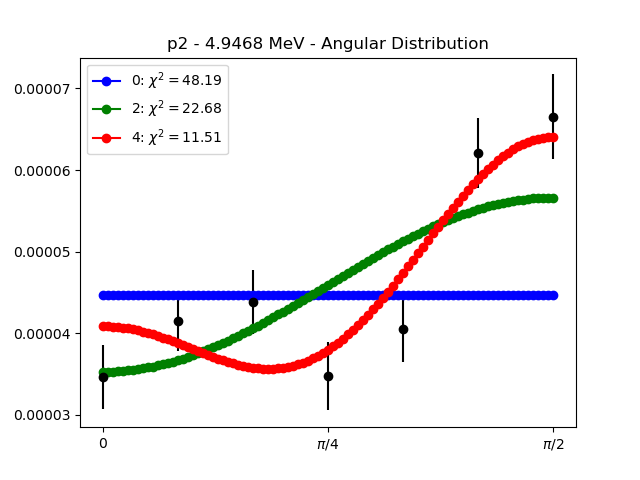 p2 - 4.9468 MeV - Angular Distribution
0: χ² = 48.19
2: χ² = 22.68
4: χ² = 11.51
0.00007
0.00006
0.00005
0.00004
0.00003
0 π/4 π/2